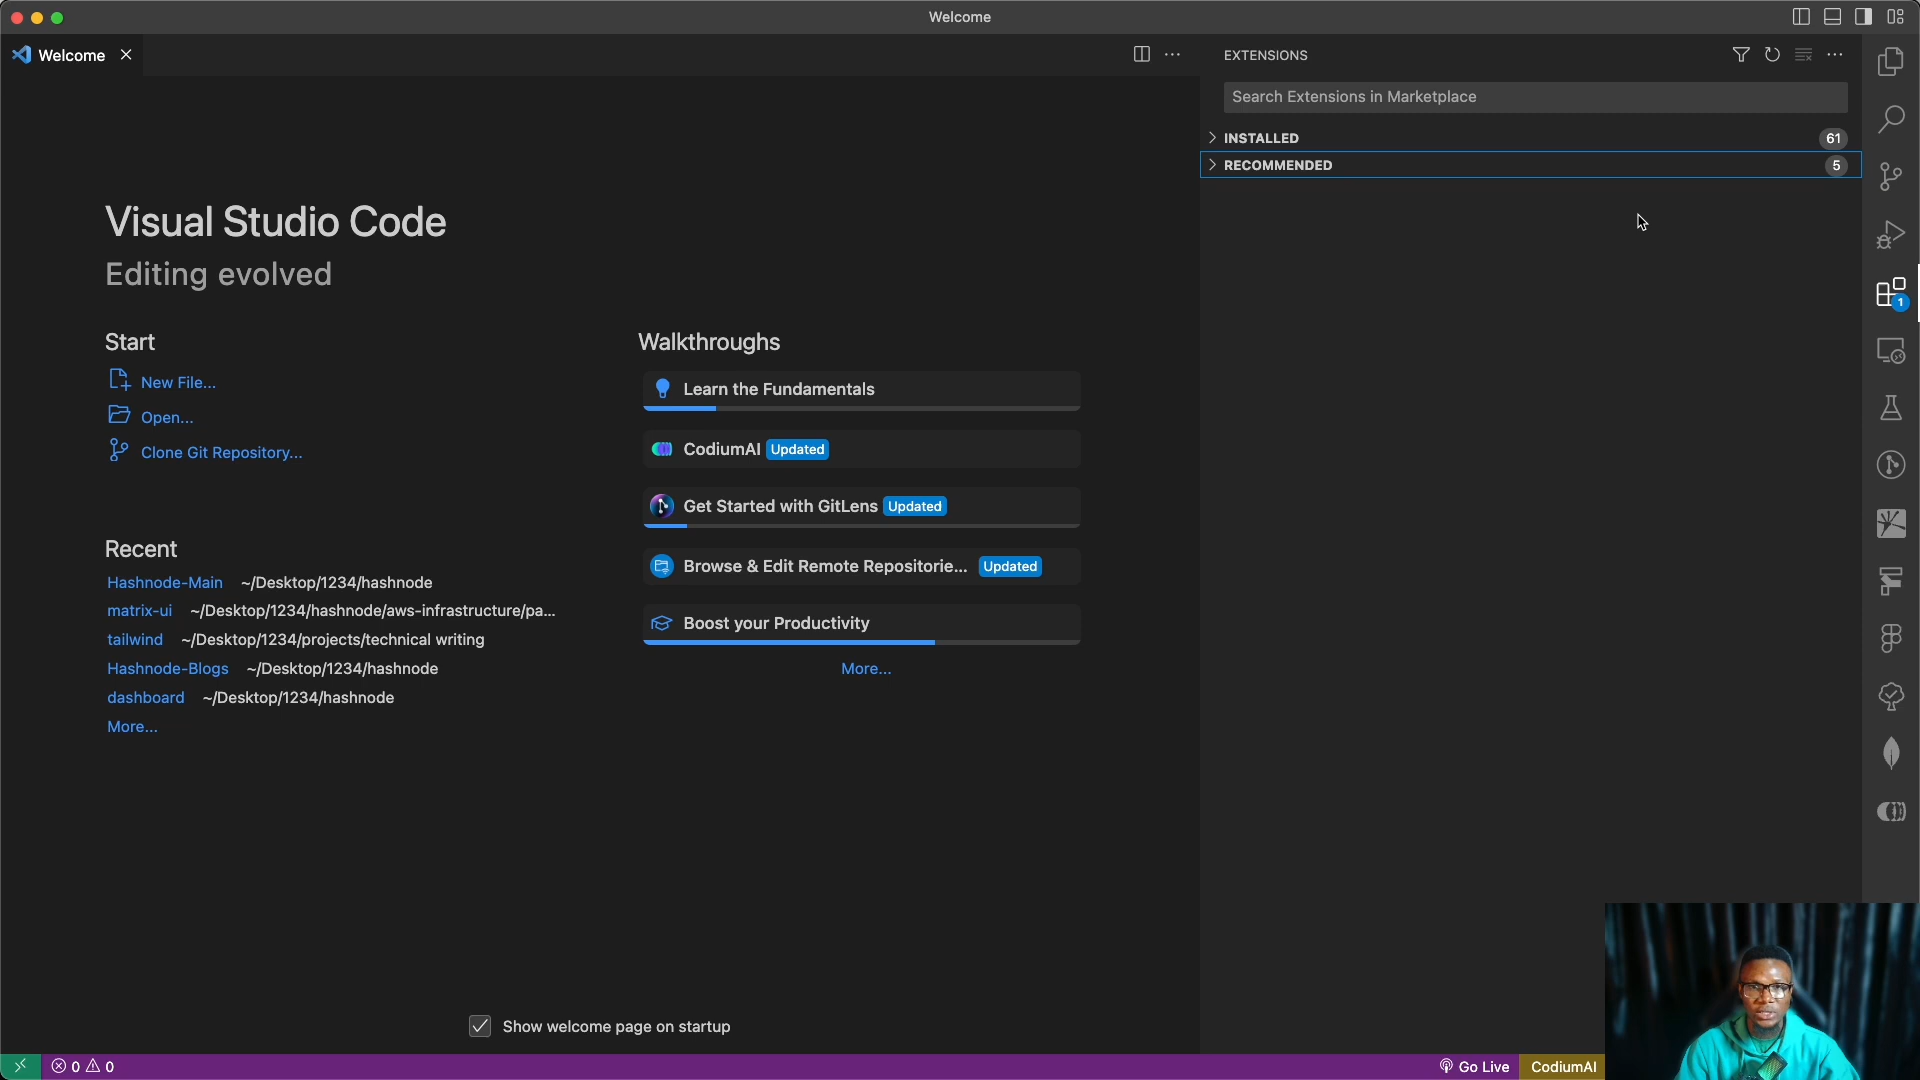 Welcome
Welcome
EXTENSIONS
Search Extensions in Marketplace
INSTALLED 61
RECOMMENDED 5
1
Visual Studio Code
Editing evolved
Start
New File...
Open...
Clone Git Repository...
Recent
Hashnode-Main ~/Desktop/1234/hashnode
matrix-ui ~/Desktop/1234/hashnode/aws-infrastructure/pa...
tailwind ~/Desktop/1234/projects/technical writing
Hashnode-Blogs ~/Desktop/1234/hashnode
dashboard ~/Desktop/1234/hashnode
More...
Walkthroughs
Learn the Fundamentals
CodiumAI Updated
Get Started with GitLens Updated
Browse & Edit Remote Repositorie... Updated
Boost your Productivity
More...
Show welcome page on startup
0 0
Go Live CodiumAI